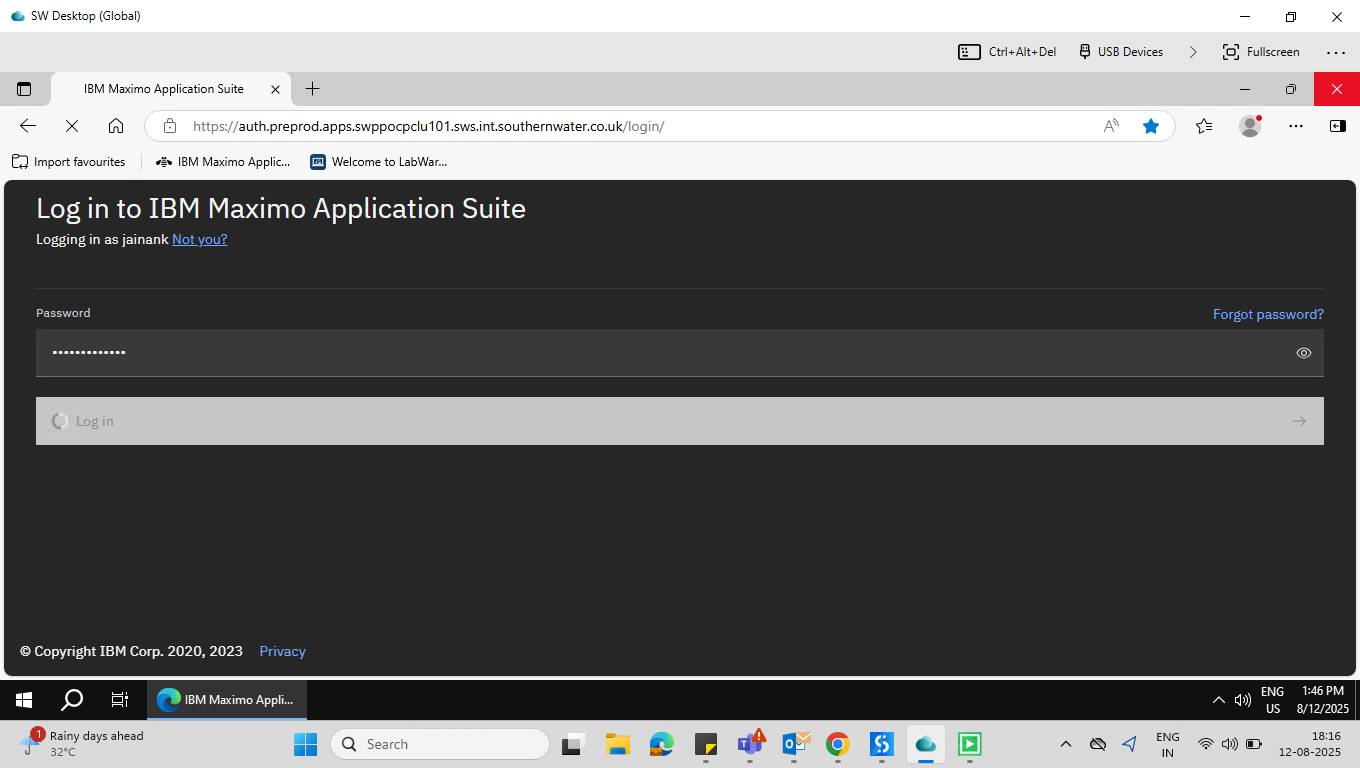 SW Desktop (Global)
Ctrl+Alt+Del USB Devices Fullscreen
IBM Maximo Application Suite
https://auth.preprod.apps.swppocpclu101.sws.int.southernwater.co.uk/login/
Import favourites IBM Maximo Applic... Welcome to LabWar...
Log in to IBM Maximo Application Suite
Logging in as jainank Not you?
Password Forgot password?
•••••••••••••
Log in
© Copyright IBM Corp. 2020, 2023 Privacy
IBM Maximo Appli...
ENG
US
1:46 PM
8/12/2025
1
Rainy days ahead
32°C
Search
ENG
IN
18:16
12-08-2025